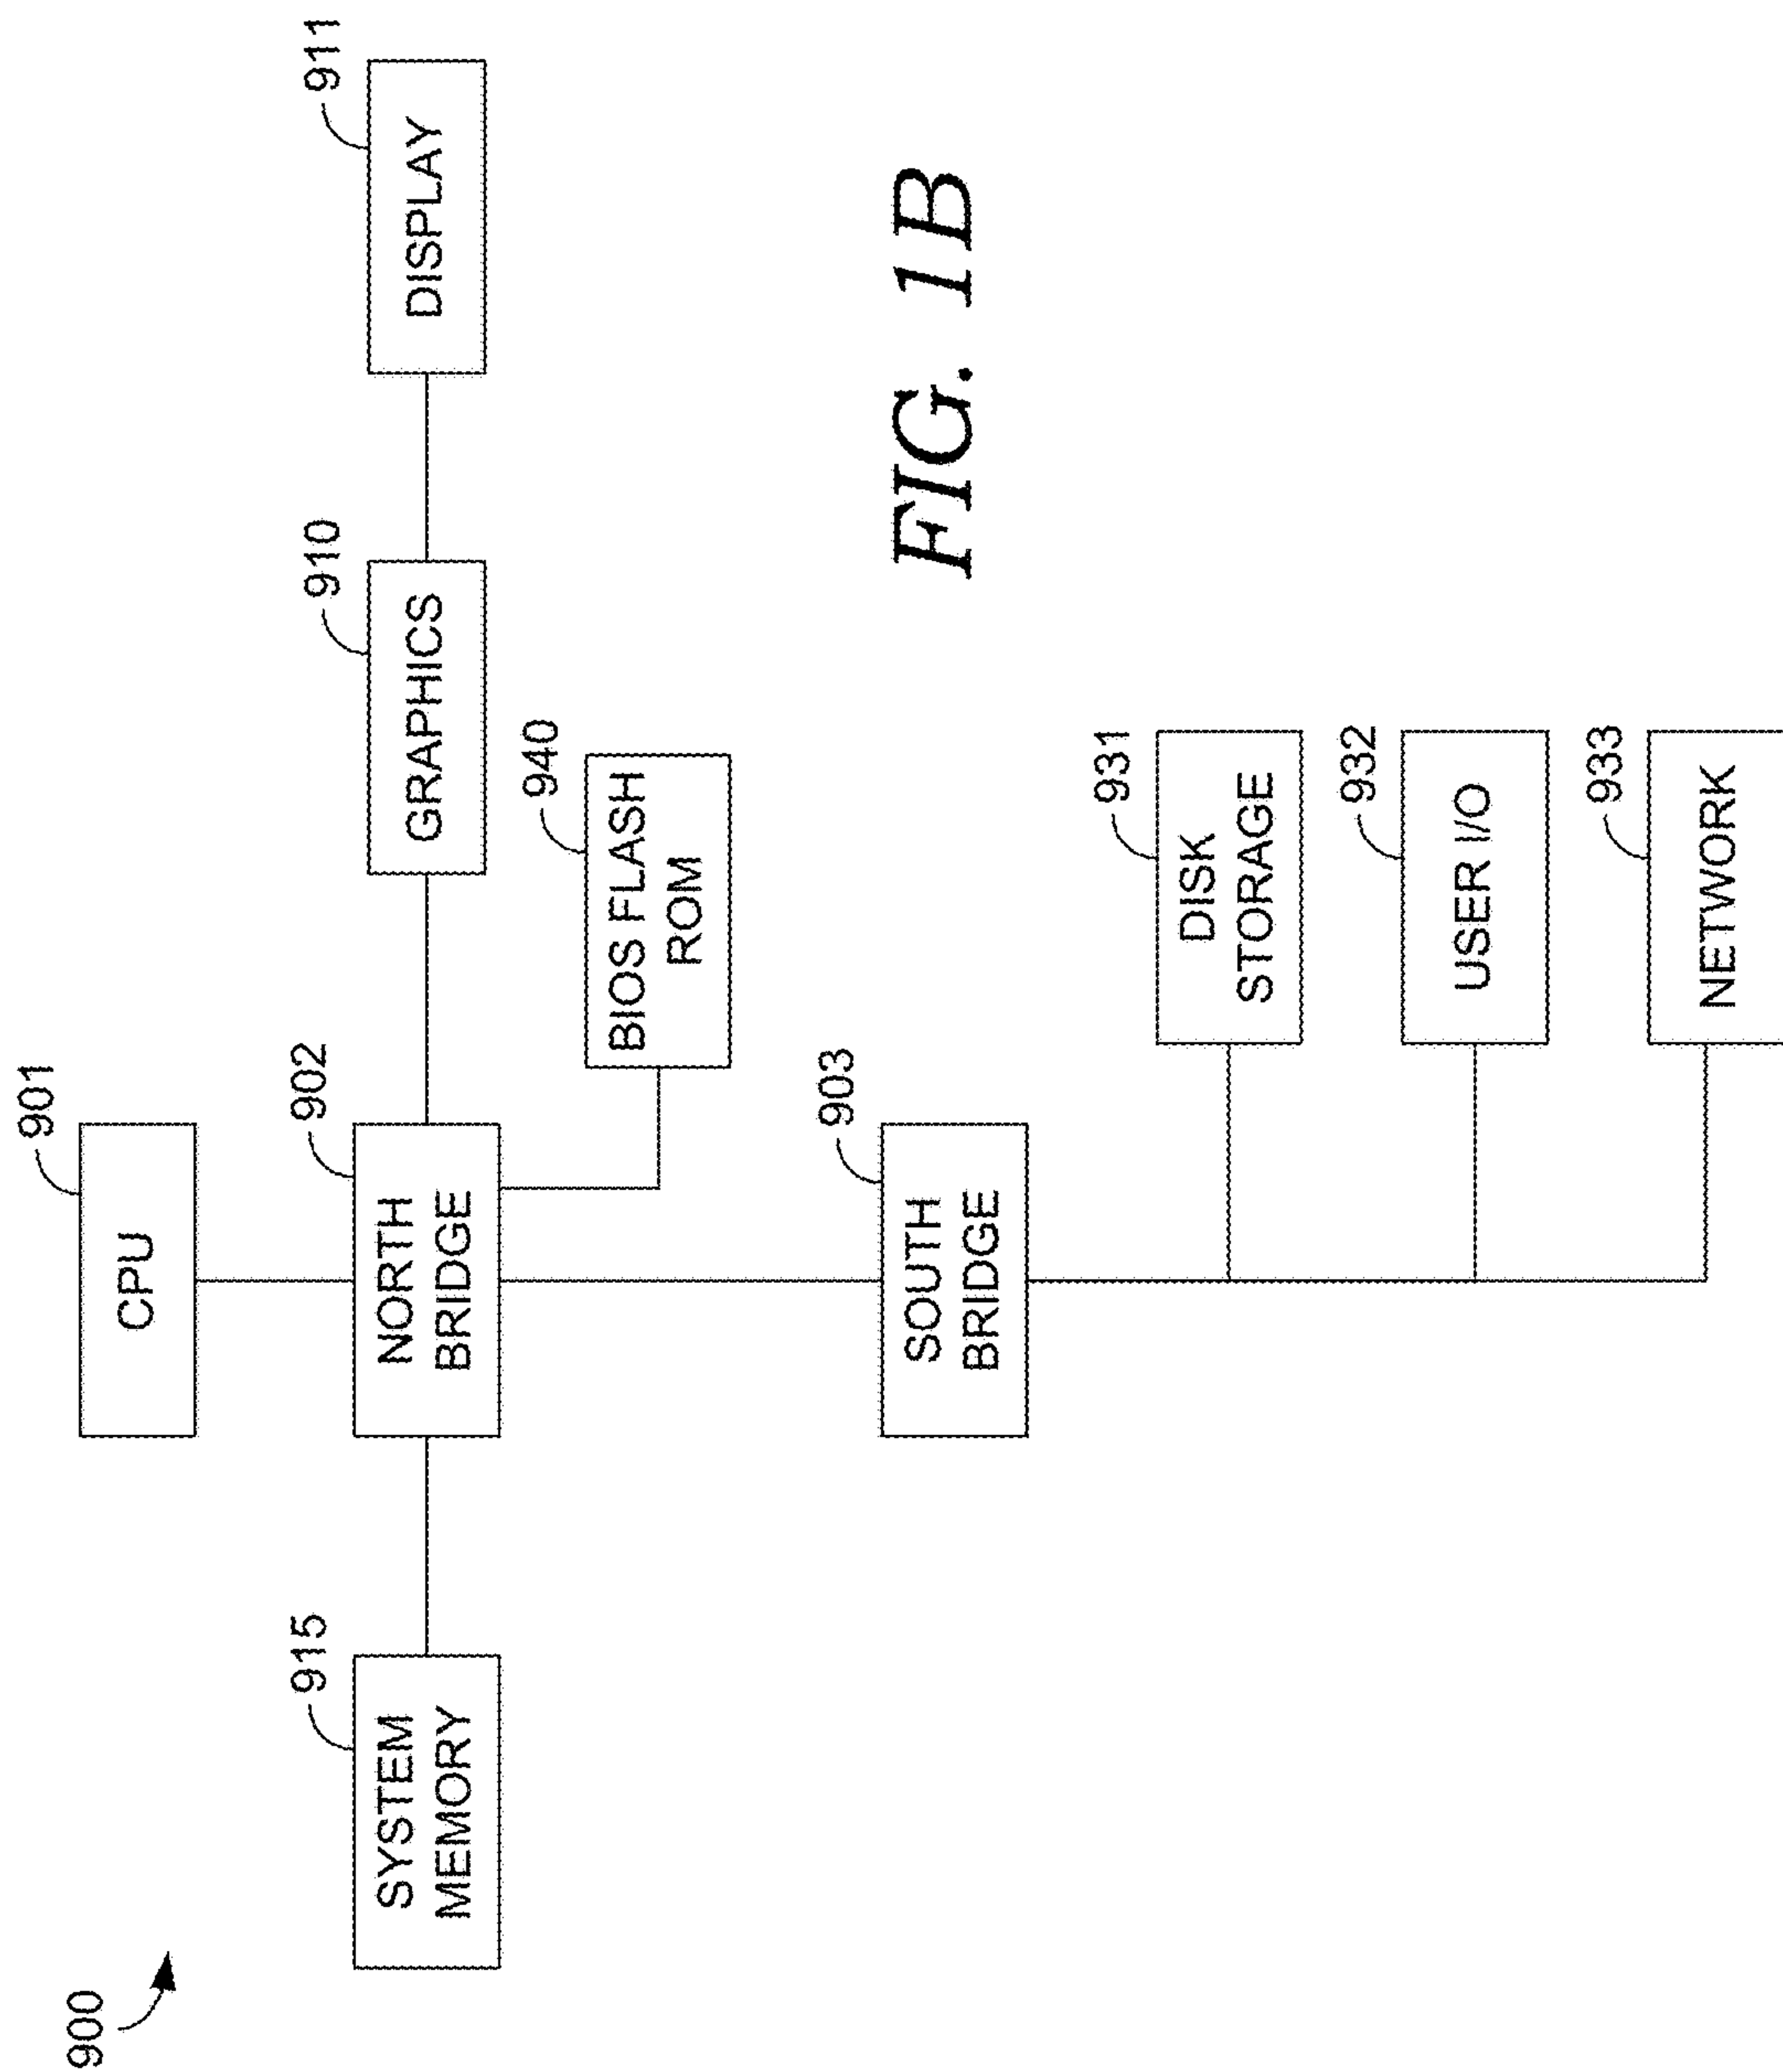 900
901
CPU
915
SYSTEM
MEMORY
902
NORTH
BRIDGE
910
GRAPHICS
911
DISPLAY
940
BIOS FLASH
ROM
903
SOUTH
BRIDGE
FIG. 1B
931
DISK
STORAGE
932
USER I/O
933
NETWORK